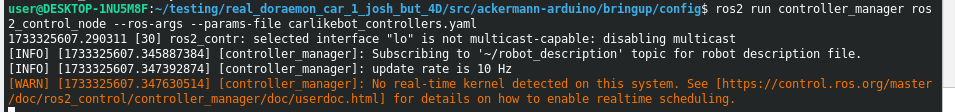 user@DESKTOP-1NU5M8F:~/testing/real_doraemon_car_1_josh_but_4D/src/ackermann-arduino/bringup/config$ ros2 run controller_manager ros
2_control_node --ros-args --params-file carlikebot_controllers.yaml
1733325607.290311 [30] ros2_contr: selected interface "lo" is not multicast-capable: disabling multicast
[INFO] [1733325607.345887384] [controller_manager]: Subscribing to '~/robot_description' topic for robot description file.
[INFO] [1733325607.347392874] [controller_manager]: update rate is 10 Hz
[WARN] [1733325607.347630514] [controller_manager]: No real-time kernel detected on this system. See [https://control.ros.org/master
/doc/ros2_control/controller_manager/doc/userdoc.html] for details on how to enable realtime scheduling.